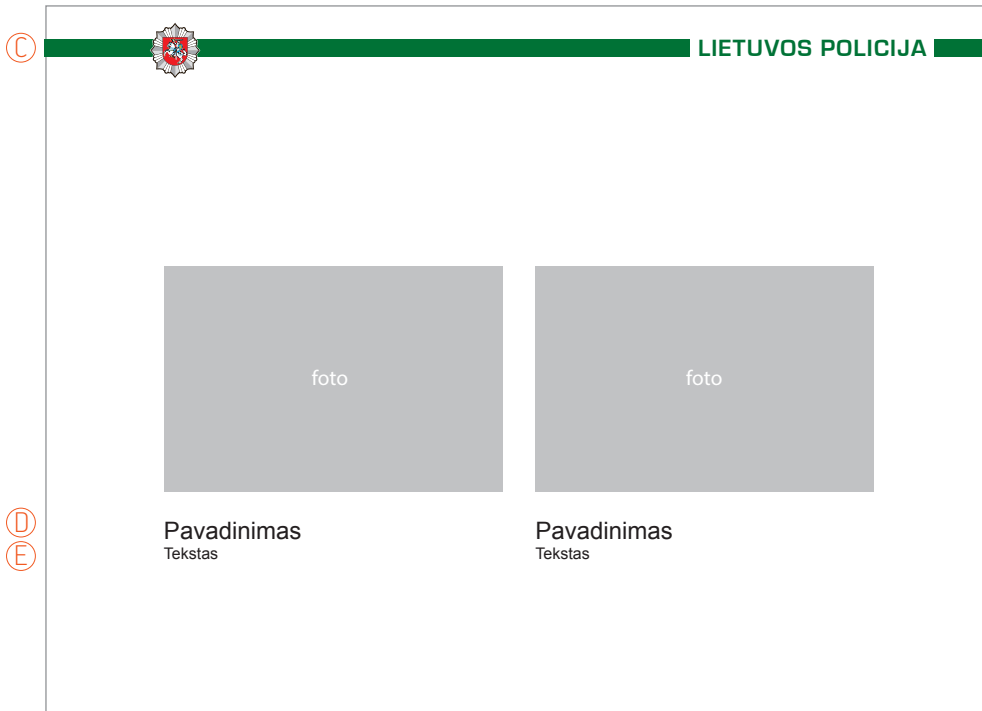 C
LIETUVOS POLICIJA
foto
foto
D
Pavadinimas
Pavadinimas
E
Tekstas
Tekstas